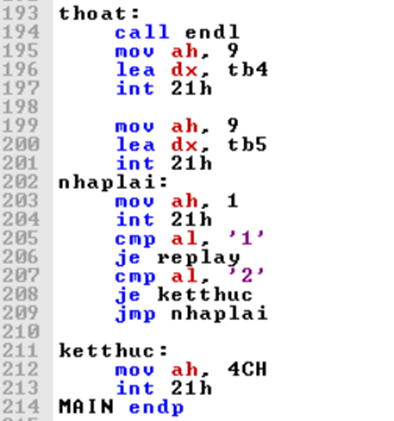 193 thoat:
194 call endl
195 mov ah, 9
196 lea dx, tb4
197 int 21h
198
199 mov ah, 9
200 lea dx, tb5
201 int 21h
202 nhaplai:
203 mov ah, 1
204 int 21h
205 cmp al, '1'
206 je replay
207 cmp al, '2'
208 je ketthuc
209 jmp nhaplai
210
211 ketthuc:
212 mov ah, 4CH
213 int 21h
214 MAIN endp